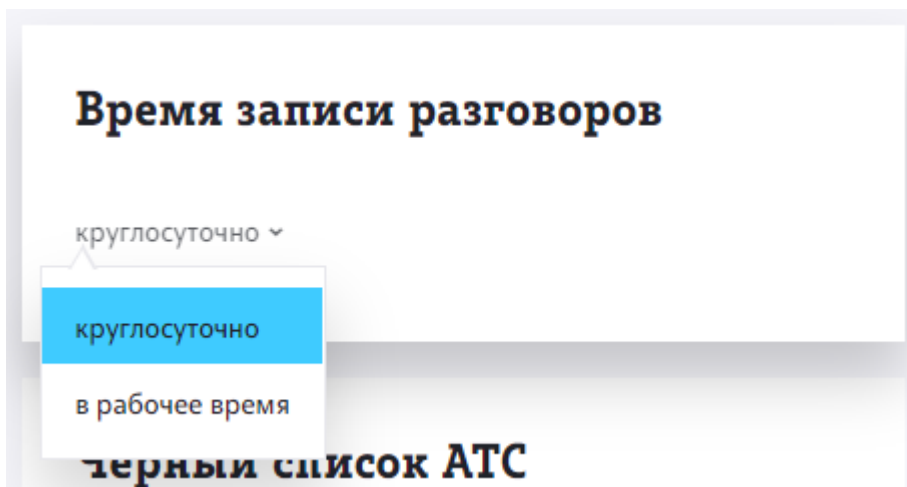 Время записи разговоров
круглосуточно
круглосуточно
в рабочее время
Черный список АТС